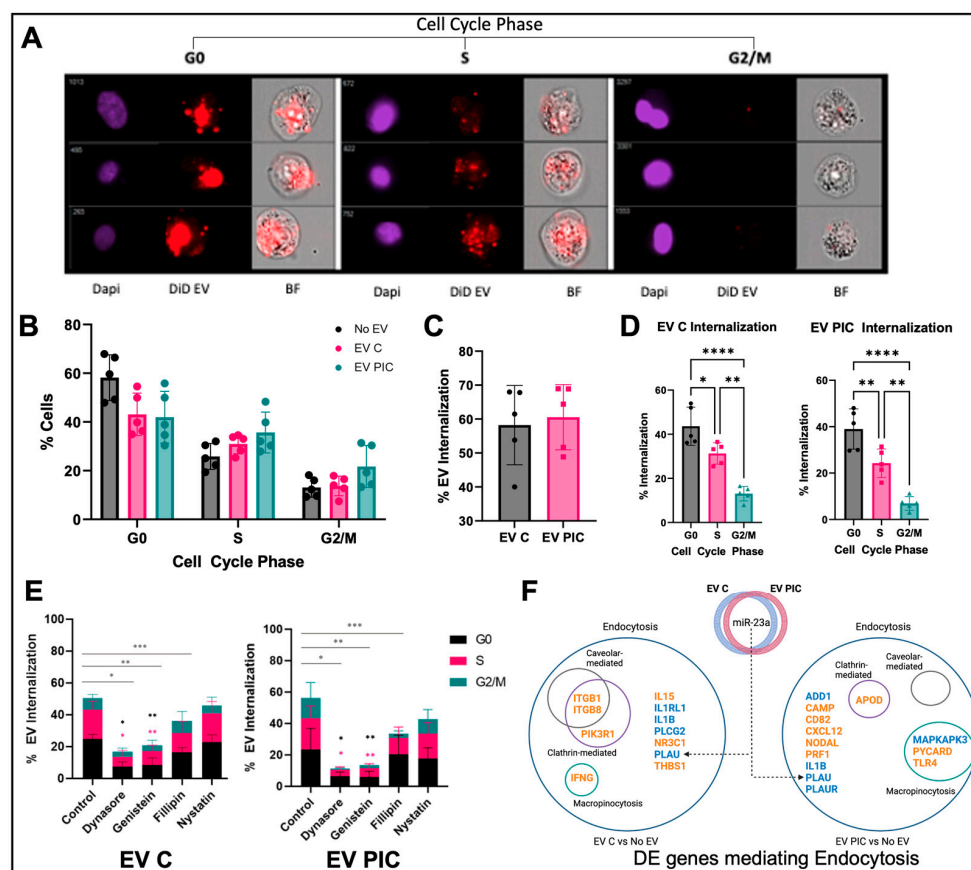 A
Cell Cycle Phase
G0
S
G2/M
1013
672
3287
495
822
3301
265
752
1553
Dapi
DiD EV
BF
Dapi
DiD EV
BF
Dapi
DiD EV
BF
B
% Cells
80
60
40
20
0
No EV
EV C
EV PIC
G0
S
G2/M
Cell Cycle Phase
C
% EV Internalization
80
70
60
50
40
30
EV C
EV PIC
D
EV C Internalization
% Internalization
80
60
40
20
0
****
*
**
G0
S
G2/M
Cell Cycle Phase
EV PIC Internalization
% Internalization
60
40
20
0
****
**
**
G0
S
G2/M
Cell Cycle Phase
E
% EV Internalization
100
80
60
40
20
0
***
**
*
*
*
**
**
Control
Dynasore
Genistein
Fillipin
Nystatin
EV C
% EV Internalization
100
80
60
40
20
0
***
**
*
*
*
**
**
Control
Dynasore
Genistein
Fillipin
Nystatin
EV PIC
G0
S
G2/M
F
EV C
EV PIC
miR-23a
Endocytosis
Caveolar-
mediated
ITGB1
ITGB8
PIK3R1
Clathrin-mediated
IFNG
Macropinocytosis
IL15
IL1RL1
IL1B
PLCG2
NR3C1
PLAU
THBS1
EV C vs No EV
Endocytosis
Clathrin-
mediated
Caveolar-
mediated
APOD
ADD1
CAMP
CD82
CXCL12
NODAL
PRF1
IL1B
PLAU
PLAUR
MAPKAPK3
PYCARD
TLR4
Macropinocytosis
EV PIC vs No EV
DE genes mediating Endocytosis